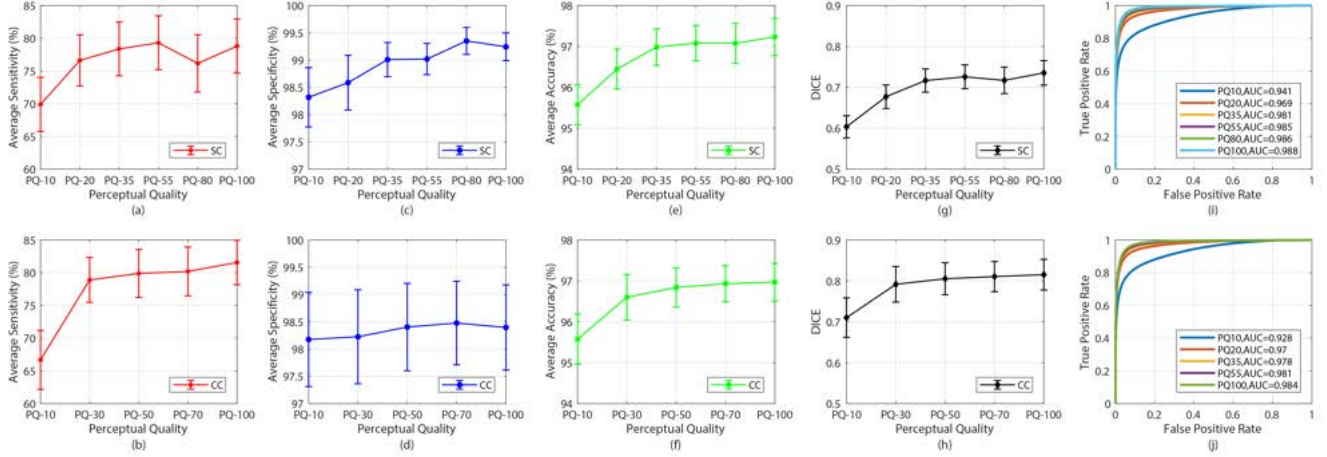 Average Sensitivity (%)
85
80
75
70
65
60
SC
PQ-10 PQ-20 PQ-35 PQ-55 PQ-80 PQ-100
Perceptual Quality
(a)
Average Specificity (%)
100
99.5
99
98.5
98
97.5
97
SC
PQ-10 PQ-20 PQ-35 PQ-55 PQ-80 PQ-100
Perceptual Quality
(c)
Average Accuracy (%)
98
97
96
95
94
SC
PQ-10 PQ-20 PQ-35 PQ-55 PQ-80 PQ-100
Perceptual Quality
(e)
DICE
0.9
0.8
0.7
0.6
0.5
SC
PQ-10 PQ-20 PQ-35 PQ-55 PQ-80 PQ-100
Perceptual Quality
(g)
True Positive Rate
1
0.8
0.6
0.4
0.2
0
PQ10,AUC=0.941
PQ20,AUC=0.969
PQ35,AUC=0.981
PQ55,AUC=0.985
PQ80,AUC=0.986
PQ100,AUC=0.988
0 0.2 0.4 0.6 0.8 1
False Positive Rate
(i)
Average Sensitivity (%)
85
80
75
70
65
60
CC
PQ-10 PQ-30 PQ-50 PQ-70 PQ-100
Perceptual Quality
(b)
Average Specificity (%)
100
99.5
99
98.5
98
97.5
97
CC
PQ-10 PQ-30 PQ-50 PQ-70 PQ-100
Perceptual Quality
(d)
Average Accuracy (%)
98
97
96
95
94
CC
PQ-10 PQ-30 PQ-50 PQ-70 PQ-100
Perceptual Quality
(f)
DICE
0.9
0.8
0.7
0.6
0.5
CC
PQ-10 PQ-30 PQ-50 PQ-70 PQ-100
Perceptual Quality
(h)
True Positive Rate
1
0.8
0.6
0.4
0.2
0
PQ10,AUC=0.928
PQ20,AUC=0.97
PQ35,AUC=0.978
PQ55,AUC=0.981
PQ100,AUC=0.984
0 0.2 0.4 0.6 0.8 1
False Positive Rate
(j)